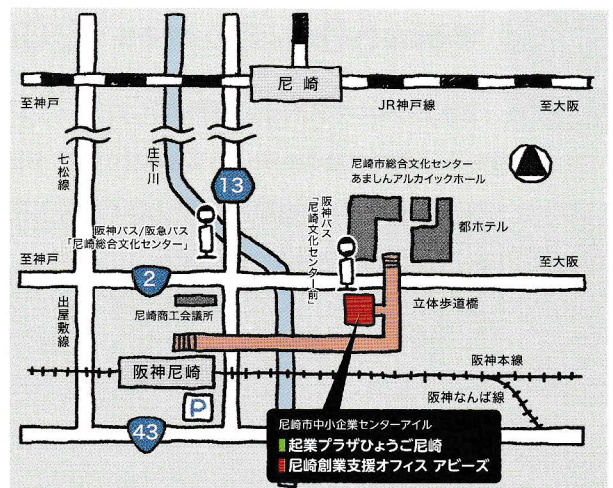 尼崎
至神戸
JR神戸線
至大阪
七松線
庄下川
13
尼崎市総合文化センター
あましんアルカイックホール
阪神バス/阪急バス
「尼崎総合文化センター」
阪神バス
「尼崎文化センター前」
都ホテル
至神戸
2
至大阪
出屋敷線
尼崎商工会議所
立体歩道橋
阪神尼崎
阪神本線
阪神なんば線
P
43
尼崎市中小企業センターアイル
起業プラザひょうご尼崎
尼崎創業支援オフィス アビーズ